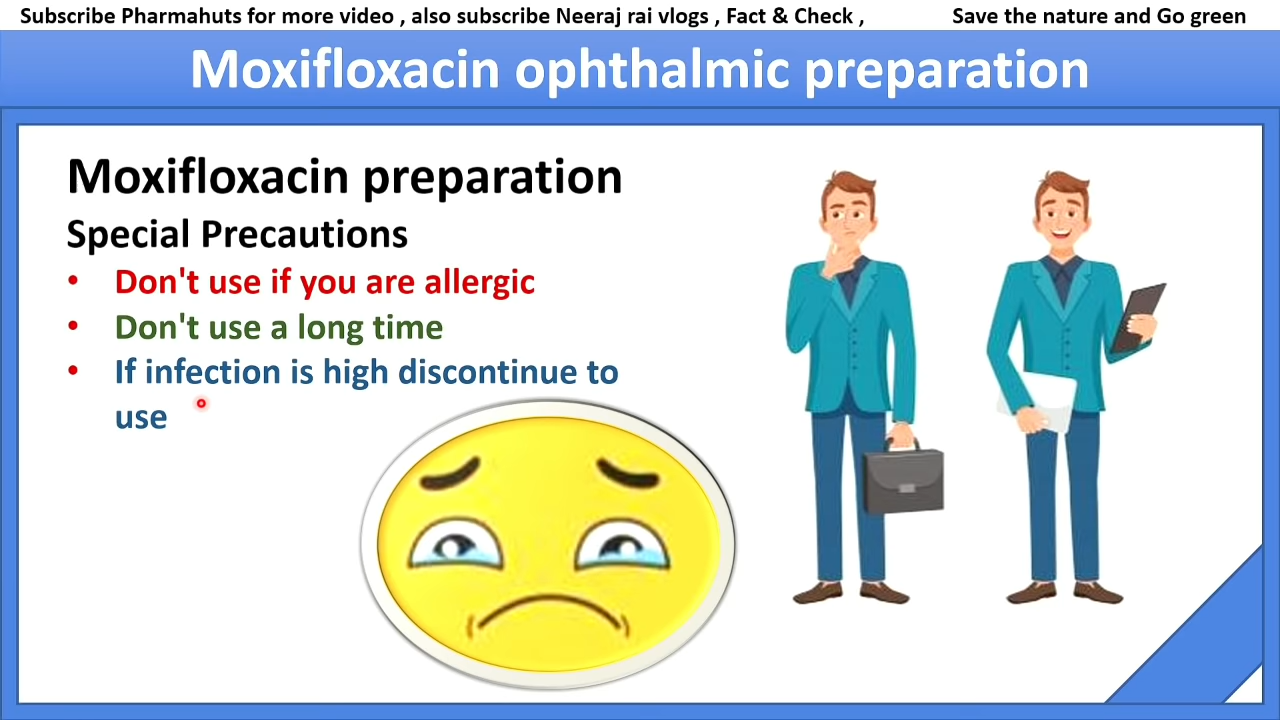 Subscribe Pharmahuts for more video , also subscribe Neeraj rai vlogs , Fact & Check , Save the nature and Go green
Moxifloxacin ophthalmic preparation
Moxifloxacin preparation
Special Precautions
• Don't use if you are allergic
• Don't use a long time
• If infection is high discontinue to
use